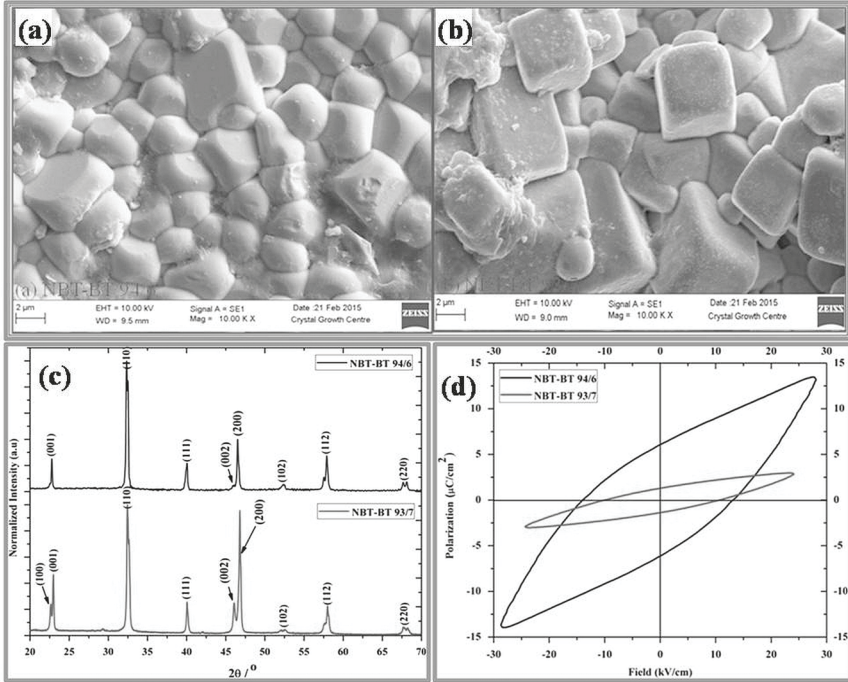 (a)
(a) NBT-BT 94
2 µm
EHT = 10.00 kV
WD = 9.5 mm
Signal A = SE1
Mag = 10.00 K X
Date :21 Feb 2015
Crystal Growth Centre
ZEISS
(b)
2 µm
EHT = 10.00 kV
WD = 9.0 mm
Signal A = SE1
Mag = 10.00 K X
Date :21 Feb 2015
Crystal Growth Centre
ZEISS
(c)
NBT-BT 94/6
(001)
(110)
(111)
(002)
(200)
(102)
(112)
(220)
NBT-BT 93/7
(100)
(001)
(110)
(111)
(002)
(200)
(102)
(112)
(220)
Normalized Intensity (a.u)
20 25 30 35 40 45 50 55 60 65 70
2θ / °
(d)
-30 -20 -10 0 10 20 30
NBT-BT 94/6
NBT-BT 93/7
15 10 5 0 -5 -10 -15
15 10 5 0 -5 -10 -15
Polarization (µC/cm²)
-30 -20 -10 0 10 20 30
Field (kV/cm)